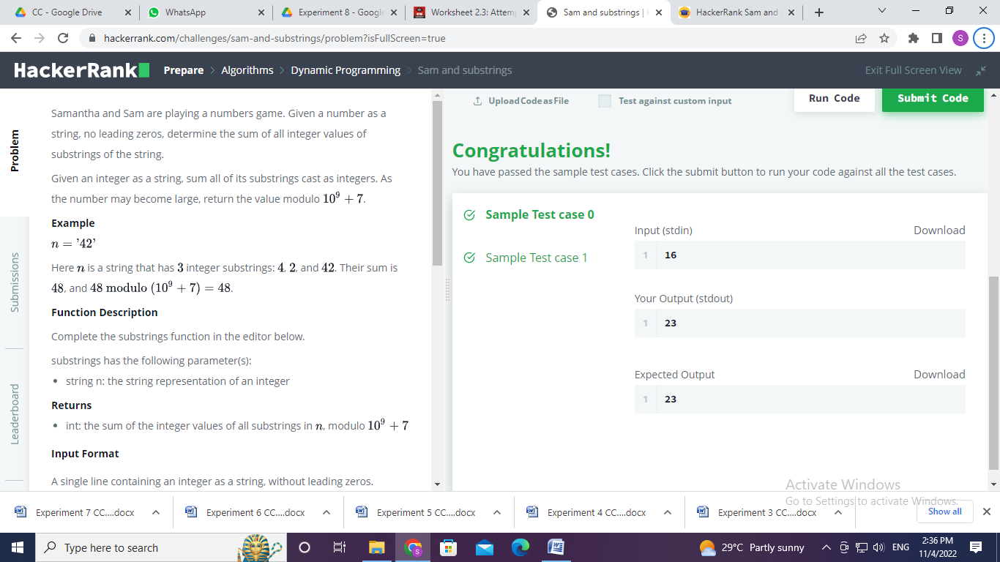 CC - Google Drive
WhatsApp
Experiment 8 - Google
Worksheet 2.3: Attemp
Sam and substrings | H
HackerRank Sam and
hackerrank.com/challenges/sam-and-substrings/problem?isFullScreen=true
S
HackerRank
Prepare > Algorithms > Dynamic Programming > Sam and substrings
Exit Full Screen View
Problem
Submissions
Leaderboard
Samantha and Sam are playing a numbers game. Given a number as a
string, no leading zeros, determine the sum of all integer values of
substrings of the string.
Given an integer as a string, sum all of its substrings cast as integers. As
the number may become large, return the value modulo 10⁹ + 7.
Example
n = '42'
Here n is a string that has 3 integer substrings: 4, 2, and 42. Their sum is
48, and 48 modulo (10⁹ + 7) = 48.
Function Description
Complete the substrings function in the editor below.
substrings has the following parameter(s):
• string n: the string representation of an integer
Returns
• int: the sum of the integer values of all substrings in n, modulo 10⁹ + 7
Input Format
A single line containing an integer as a string, without leading zeros.
Upload Code as File
Test against custom input
Run Code
Submit Code
Congratulations!
You have passed the sample test cases. Click the submit button to run your code against all the test cases.
Sample Test case 0
Sample Test case 1
Input (stdin)
Download
1 16
Your Output (stdout)
1 23
Expected Output
Download
1 23
Activate Windows
Go to Settings to activate Windows.
Experiment 7 CC....docx
Experiment 6 CC....docx
Experiment 5 CC....docx
Experiment 4 CC....docx
Experiment 3 CC....docx
Show all
Type here to search
29°C Partly sunny
ENG
2:36 PM
11/4/2022